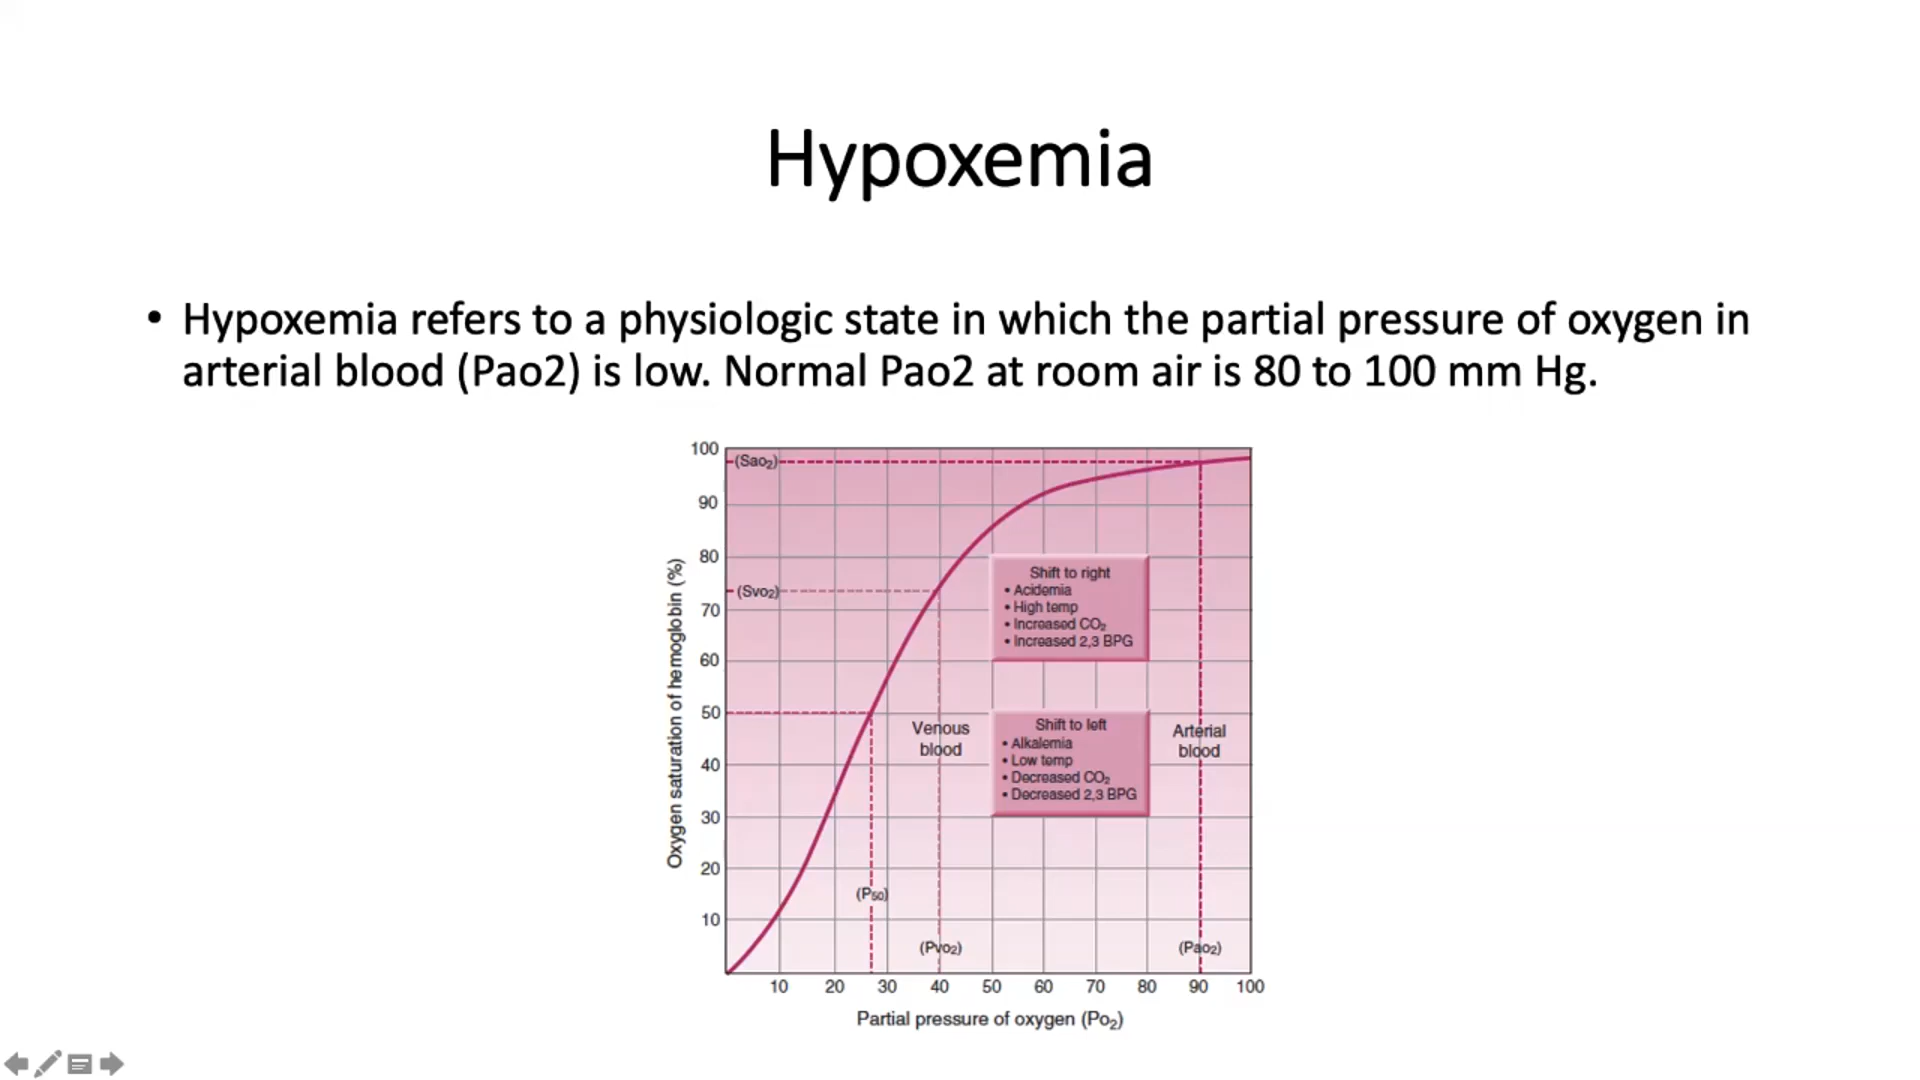 Hypoxemia
• Hypoxemia refers to a physiologic state in which the partial pressure of oxygen in
arterial blood (Pao2) is low. Normal Pao2 at room air is 80 to 100 mm Hg.
100
90
80
70
60
50
40
30
20
10
Oxygen saturation of hemoglobin (%)
(Sao₂)
(Svo₂)
Shift to right
• Acidemia
• High temp
• Increased CO₂
• Increased 2,3 BPG
Venous
blood
Shift to left
• Alkalemia
• Low temp
• Decreased CO₂
• Decreased 2,3 BPG
Arterial
blood
(P₅₀)
(Pvo₂)
(Pao₂)
10 20 30 40 50 60 70 80 90 100
Partial pressure of oxygen (Po₂)